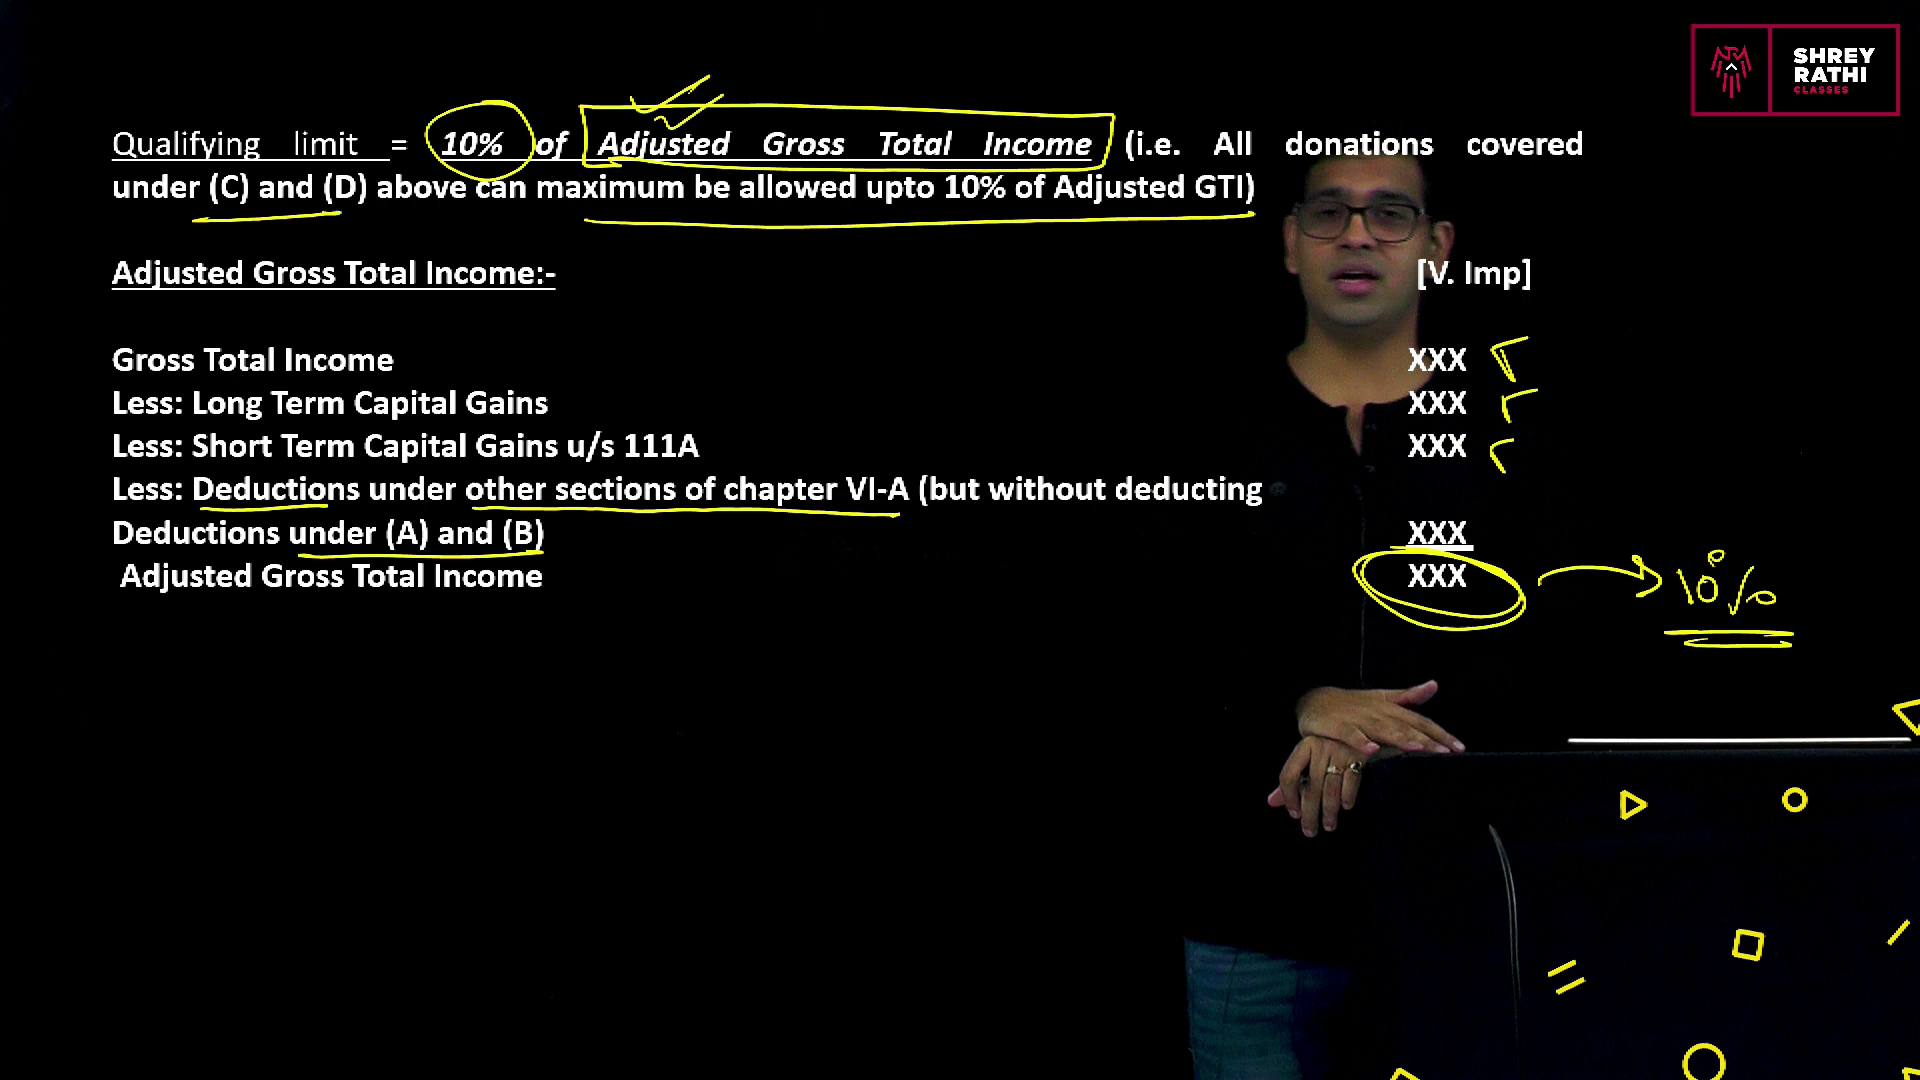 SHREY
RATHI
CLASSES
Qualifying limit = 10% of Adjusted Gross Total Income (i.e. All donations covered
under (C) and (D) above can maximum be allowed upto 10% of Adjusted GTI)
Adjusted Gross Total Income:- [V. Imp]
Gross Total Income XXX
Less: Long Term Capital Gains XXX
Less: Short Term Capital Gains u/s 111A XXX
Less: Deductions under other sections of chapter VI-A (but without deducting
Deductions under (A) and (B) XXX
Adjusted Gross Total Income XXX
10%